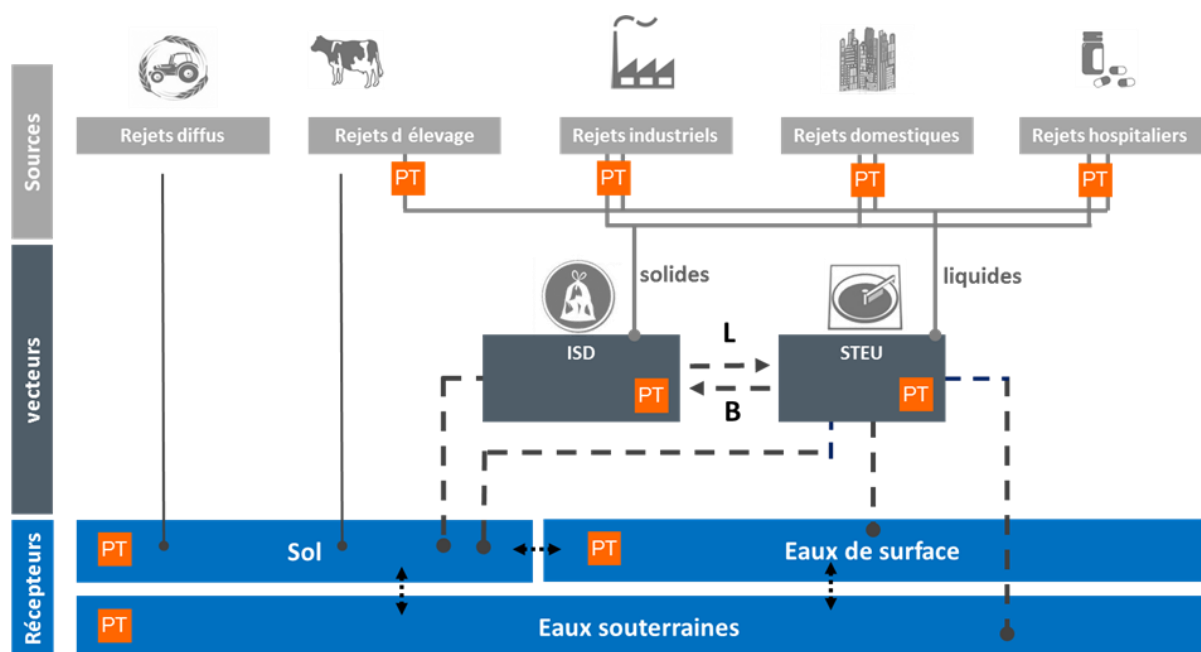 Sources
Rejets diffus
Rejets d élevage
Rejets industriels
Rejets domestiques
Rejets hospitaliers
PT
PT
PT
PT
vecteurs
solides
liquides
ISD
L
STEU
PT
B
PT
Récepteurs
PT
Sol
PT
Eaux de surface
PT
Eaux souterraines